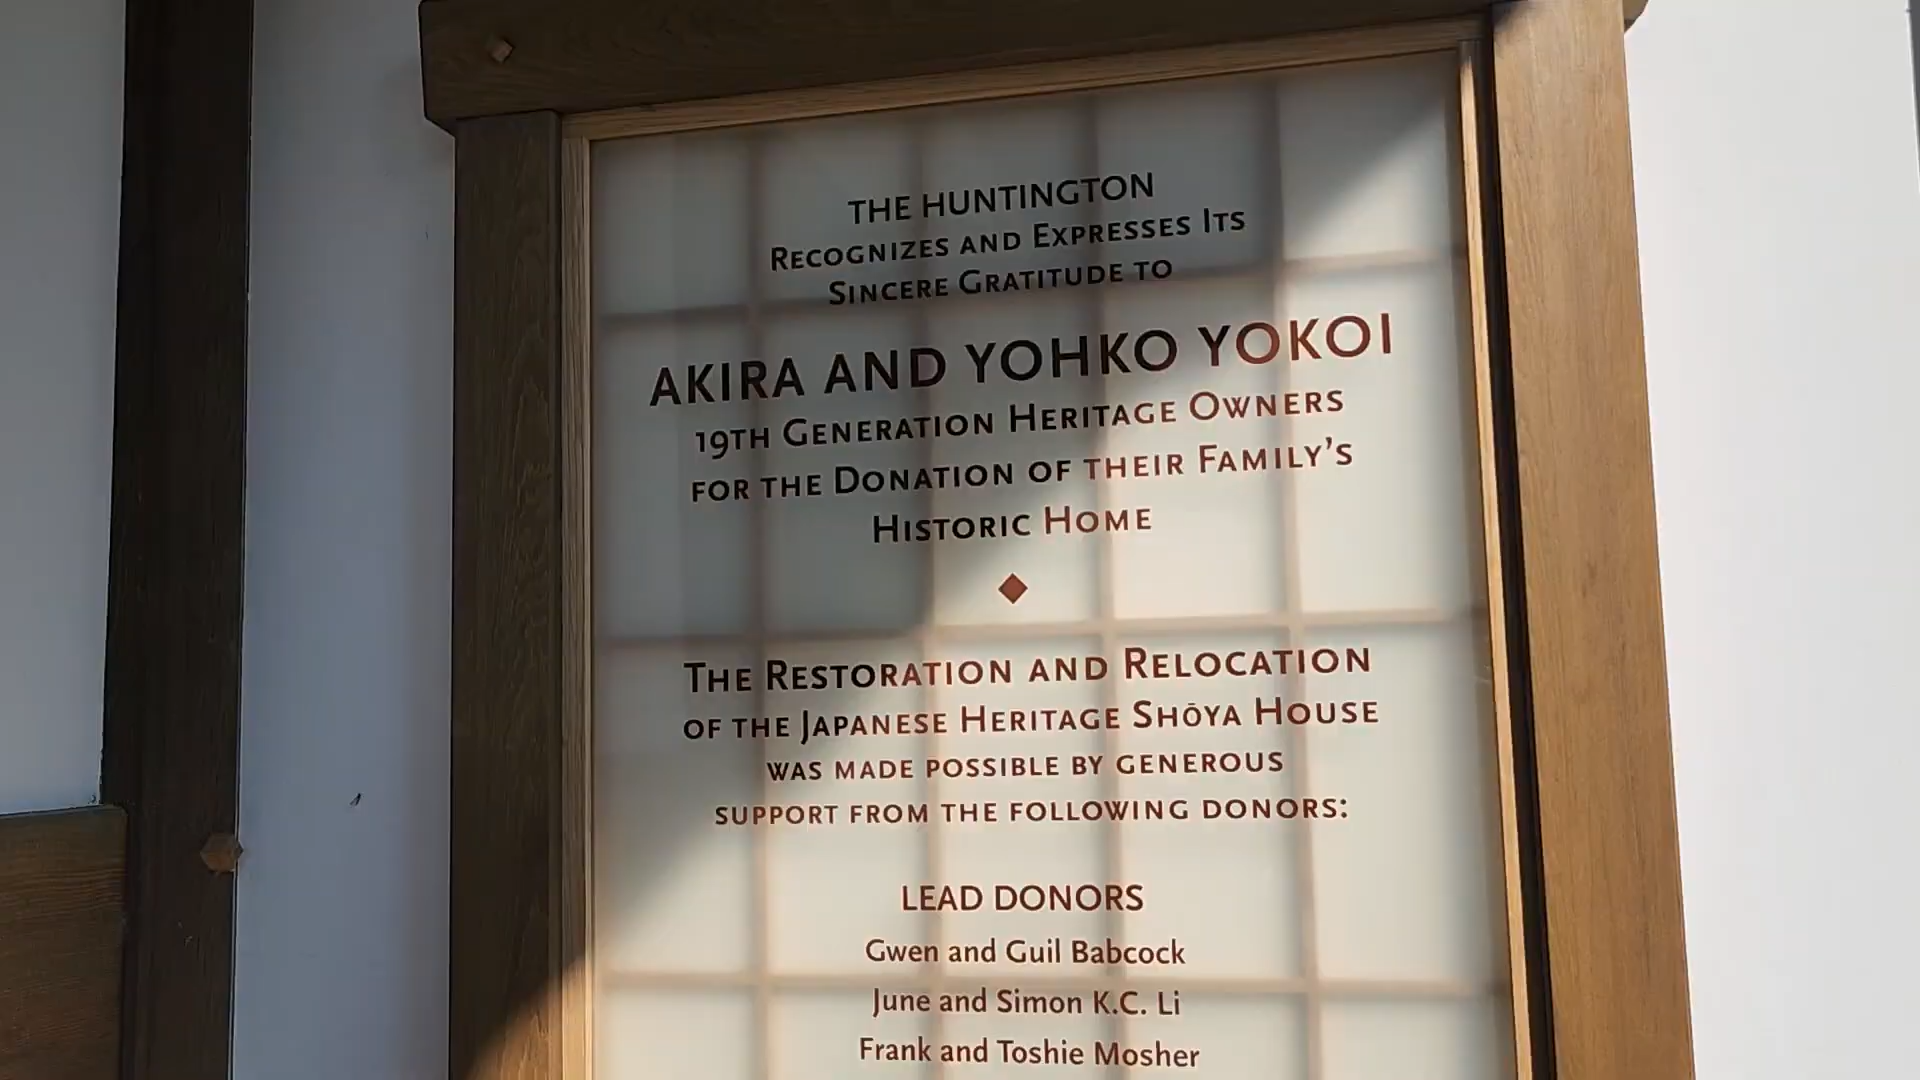 THE HUNTINGTON
RECOGNIZES AND EXPRESSES ITS
SINCERE GRATITUDE TO
AKIRA AND YOHKO YOKOI
19TH GENERATION HERITAGE OWNERS
FOR THE DONATION OF THEIR FAMILY'S
HISTORIC HOME
THE RESTORATION AND RELOCATION
OF THE JAPANESE HERITAGE SHŌYA HOUSE
WAS MADE POSSIBLE BY GENEROUS
SUPPORT FROM THE FOLLOWING DONORS:
LEAD DONORS
Gwen and Guil Babcock
June and Simon K.C. Li
Frank and Toshie Mosher